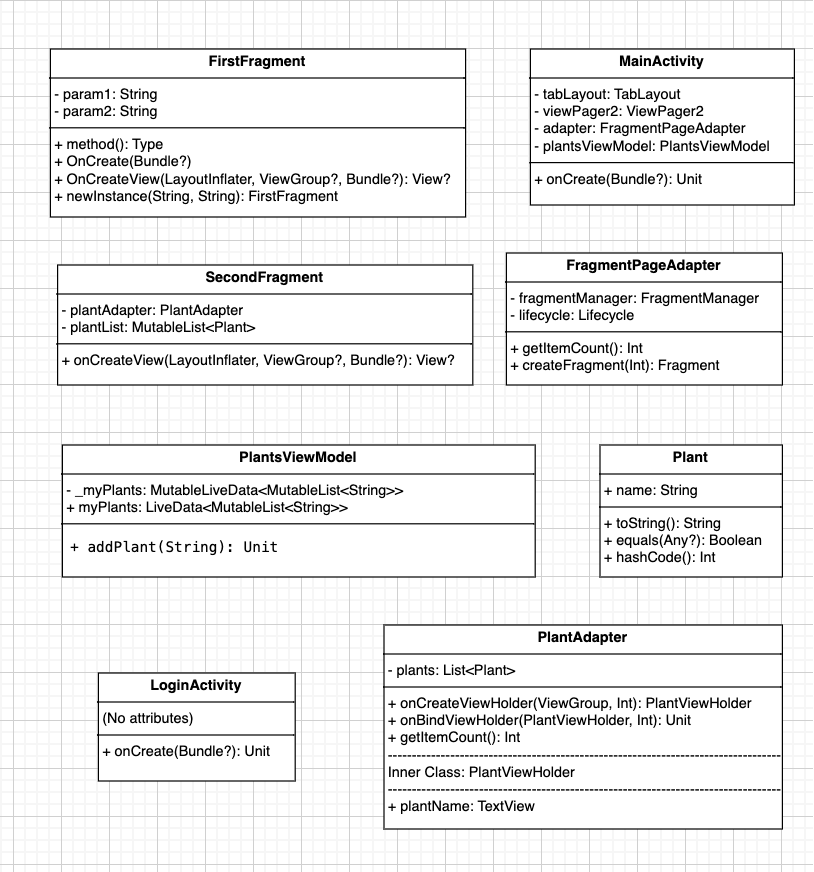 FirstFragment
- param1: String
- param2: String
+ method(): Type
+ OnCreate(Bundle?)
+ OnCreateView(LayoutInflater, ViewGroup?, Bundle?): View?
+ newInstance(String, String): FirstFragment
MainActivity
- tabLayout: TabLayout
- viewPager2: ViewPager2
- adapter: FragmentPageAdapter
- plantsViewModel: PlantsViewModel
+ onCreate(Bundle?): Unit
SecondFragment
- plantAdapter: PlantAdapter
- plantList: MutableList<Plant>
+ onCreateView(LayoutInflater, ViewGroup?, Bundle?): View?
FragmentPageAdapter
- fragmentManager: FragmentManager
- lifecycle: Lifecycle
+ getItemCount(): Int
+ createFragment(Int): Fragment
PlantsViewModel
- _myPlants: MutableLiveData<MutableList<String>>
+ myPlants: LiveData<MutableList<String>>
+ addPlant(String): Unit
Plant
+ name: String
+ toString(): String
+ equals(Any?): Boolean
+ hashCode(): Int
LoginActivity
(No attributes)
+ onCreate(Bundle?): Unit
PlantAdapter
- plants: List<Plant>
+ onCreateViewHolder(ViewGroup, Int): PlantViewHolder
+ onBindViewHolder(PlantViewHolder, Int): Unit
+ getItemCount(): Int
Inner Class: PlantViewHolder
+ plantName: TextView